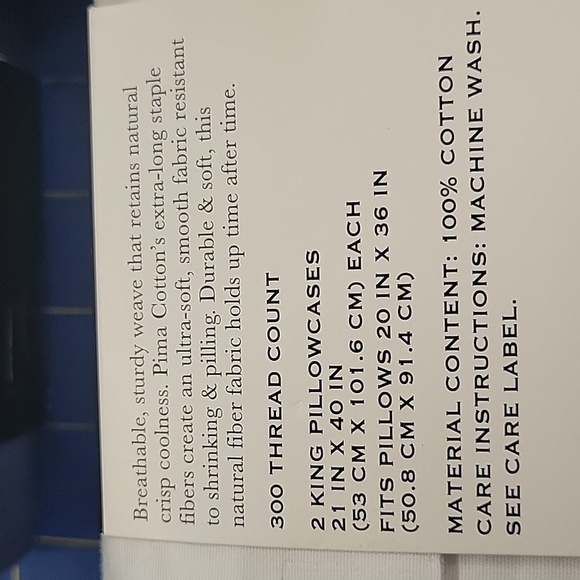 Breathable, sturdy weave that retains natural
crisp coolness. Pima Cotton's extra-long staple
fibers create an ultra-soft, smooth fabric resistant
to shrinking & pilling. Durable & soft, this
natural fiber fabric holds up time after time.
300 THREAD COUNT
2 KING PILLOWCASES
21 IN X 40 IN
(53 CM X 101.6 CM) EACH
FITS PILLOWS 20 IN X 36 IN
(50.8 CM X 91.4 CM)
MATERIAL CONTENT: 100% COTTON
CARE INSTRUCTIONS: MACHINE WASH.
SEE CARE LABEL.